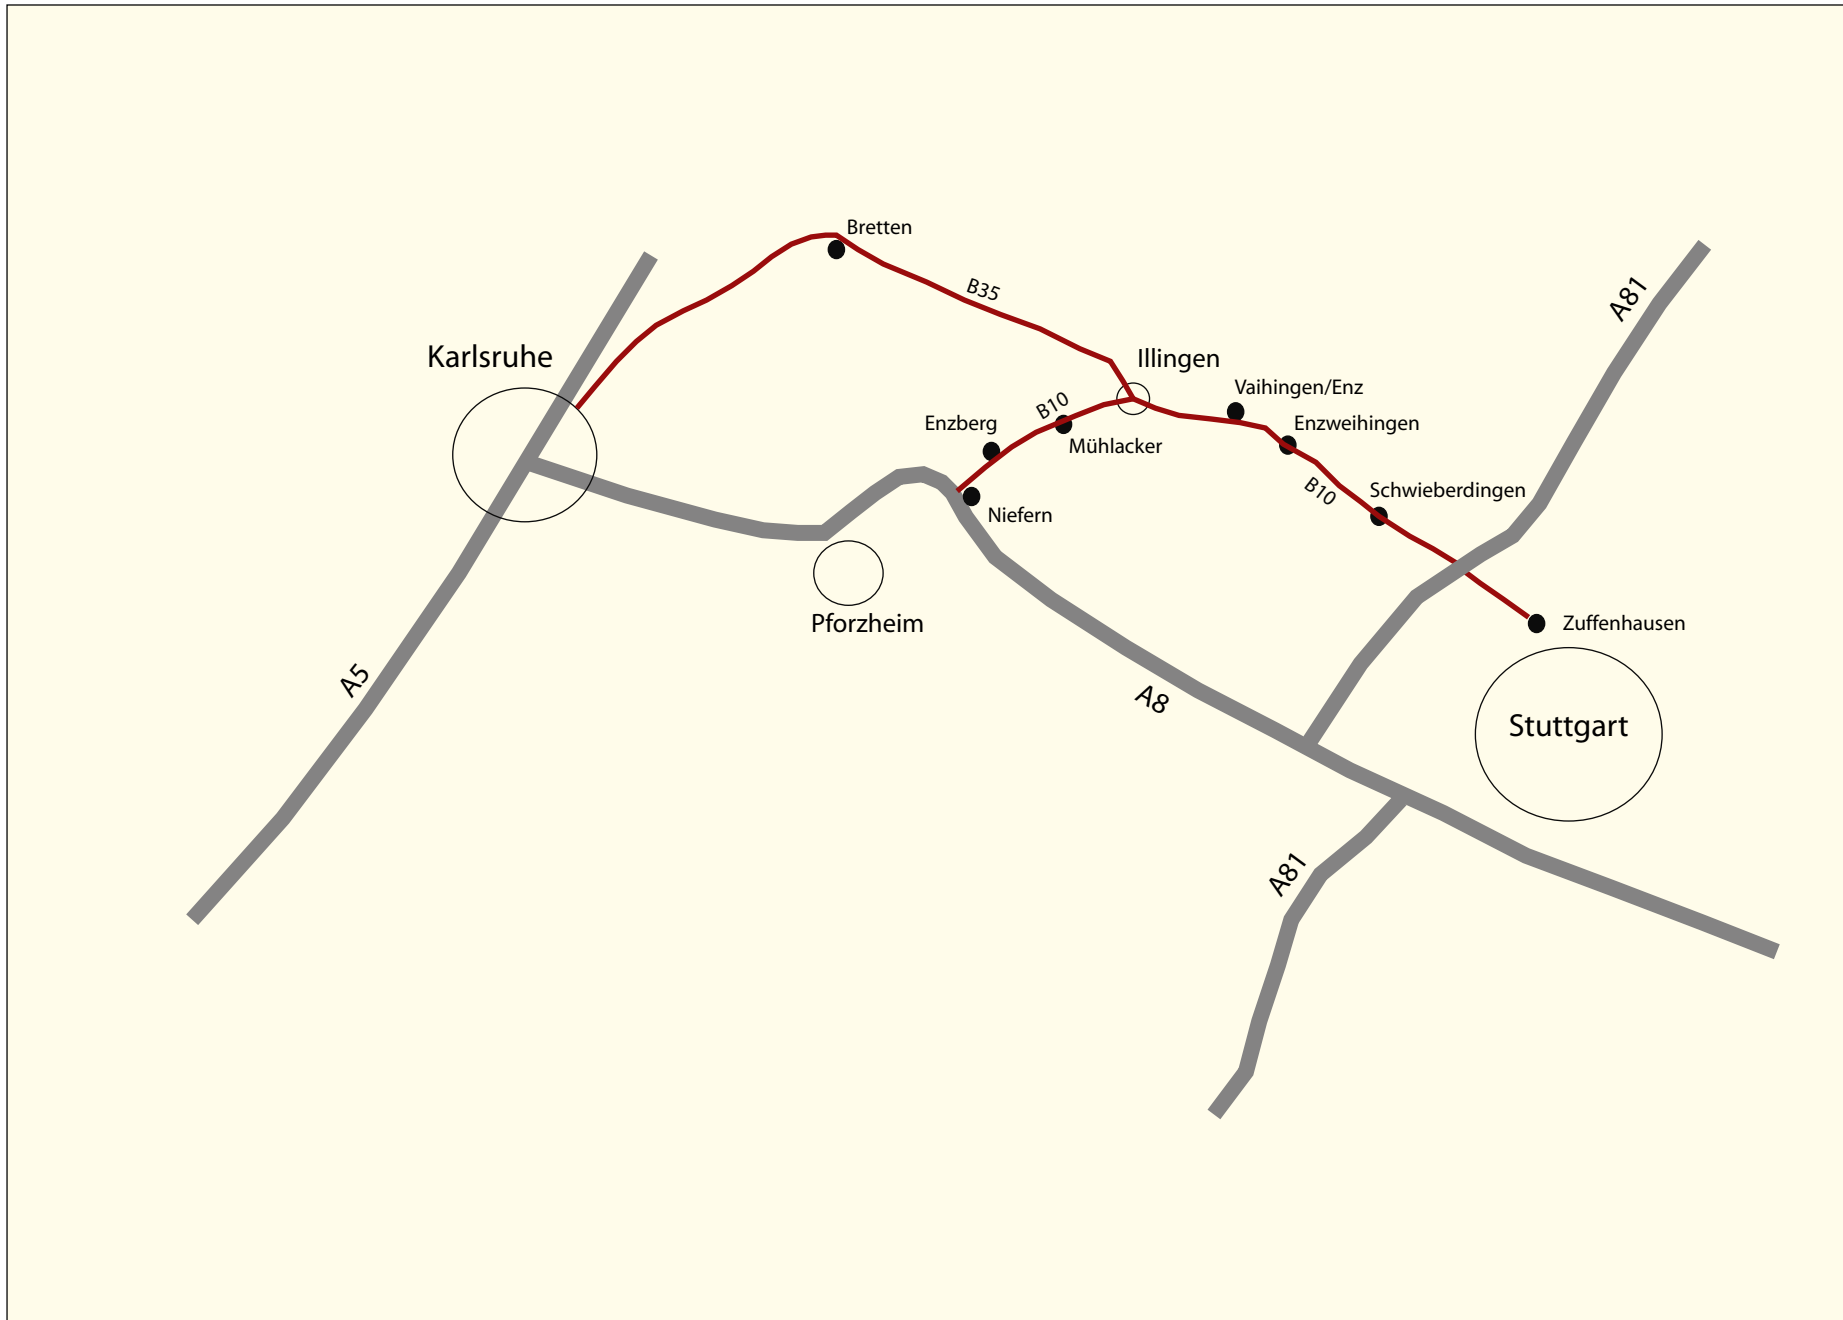 Bretten
B35
A81
Karlsruhe
Illingen
Vaihingen/Enz
B10
Enzberg
Enzweihingen
Mühlacker
B10
Schwieberdingen
Niefern
Pforzheim
Zuffenhausen
A5
A8
Stuttgart
A81